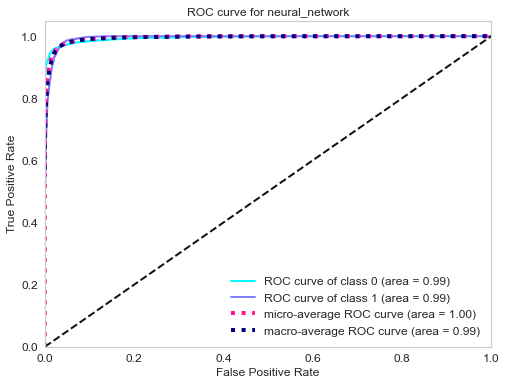 ROC curve for neural_network
True Positive Rate
1.0
0.8
0.6
0.4
0.2
0.0
ROC curve of class 0 (area = 0.99)
ROC curve of class 1 (area = 0.99)
micro-average ROC curve (area = 1.00)
macro-average ROC curve (area = 0.99)
0.0 0.2 0.4 0.6 0.8 1.0
False Positive Rate